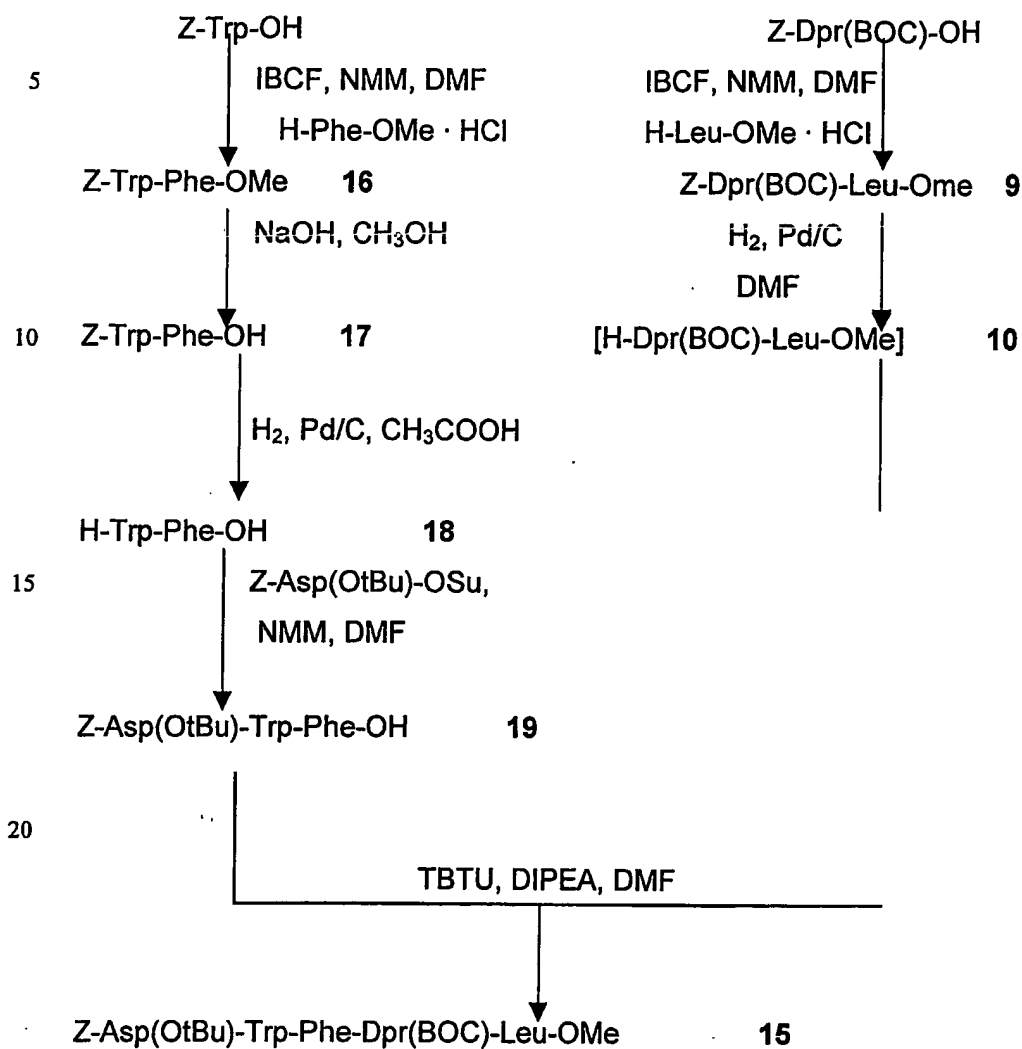 Z-Trp-OH Z-Dpr(BOC)-OH
5 IBCF, NMM, DMF IBCF, NMM, DMF
H-Phe-OMe · HCl H-Leu-OMe · HCl
Z-Trp-Phe-OMe 16 Z-Dpr(BOC)-Leu-Ome 9
NaOH, CH₃OH H₂, Pd/C
DMF
10 Z-Trp-Phe-OH 17 [H-Dpr(BOC)-Leu-OMe] 10
H₂, Pd/C, CH₃COOH
H-Trp-Phe-OH 18
15 Z-Asp(OtBu)-OSu,
NMM, DMF
Z-Asp(OtBu)-Trp-Phe-OH 19
20
TBTU, DIPEA, DMF
Z-Asp(OtBu)-Trp-Phe-Dpr(BOC)-Leu-OMe 15